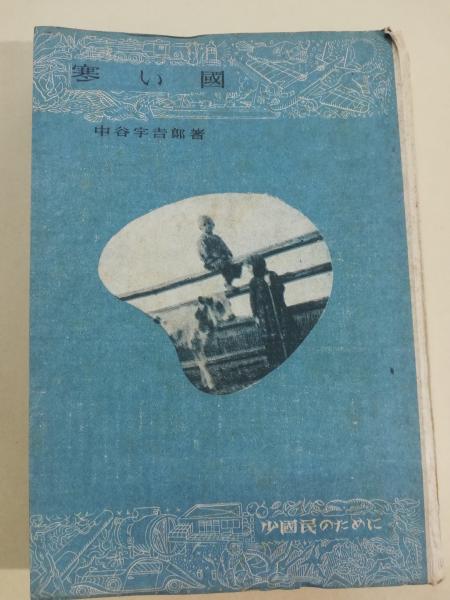 寒い國
中谷宇吉郎著
少國民のために